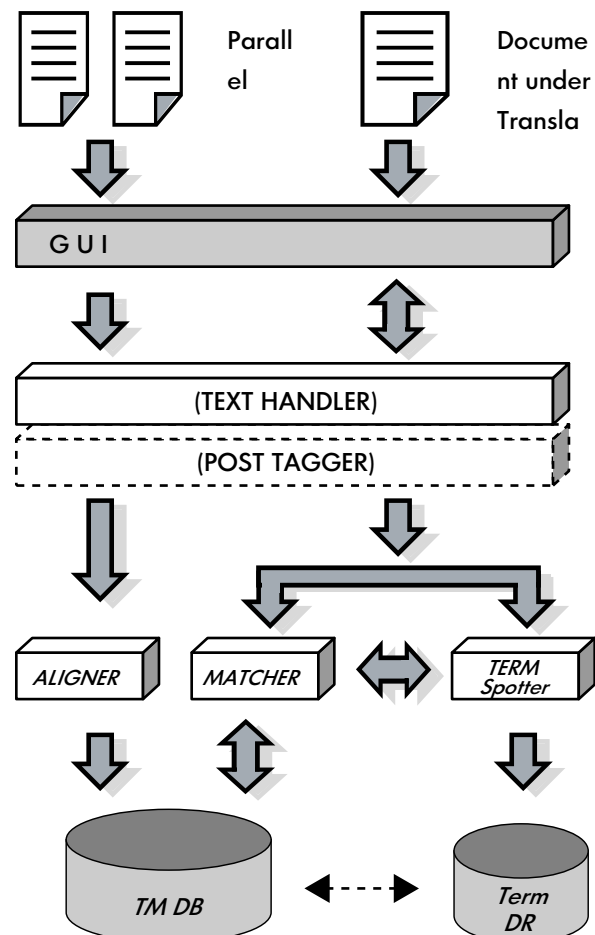 Parall
el
Docume
nt under
Transla
G U I
(TEXT HANDLER)
(POST TAGGER)
ALIGNER
MATCHER
TERM
Spotter
TM DB
Term
DR